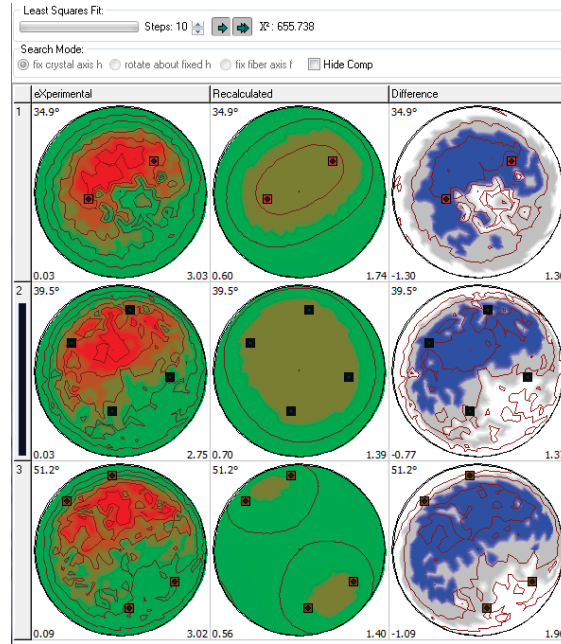 Least Squares Fit:
Steps: 10 X²: 655.738
Search Mode:
fix crystal axis h rotate about fixed h fix fiber axis f Hide Comp
eXperimental Recalculated Difference
1 34.9° 34.9° 34.9°
0.03 3.03 0.60 1.74 -1.30
2 39.5° 39.5° 39.5°
0.03 2.75 0.70 1.39 -0.77
3 51.2° 51.2° 51.2°
0.09 3.02 0.56 1.40 -1.09